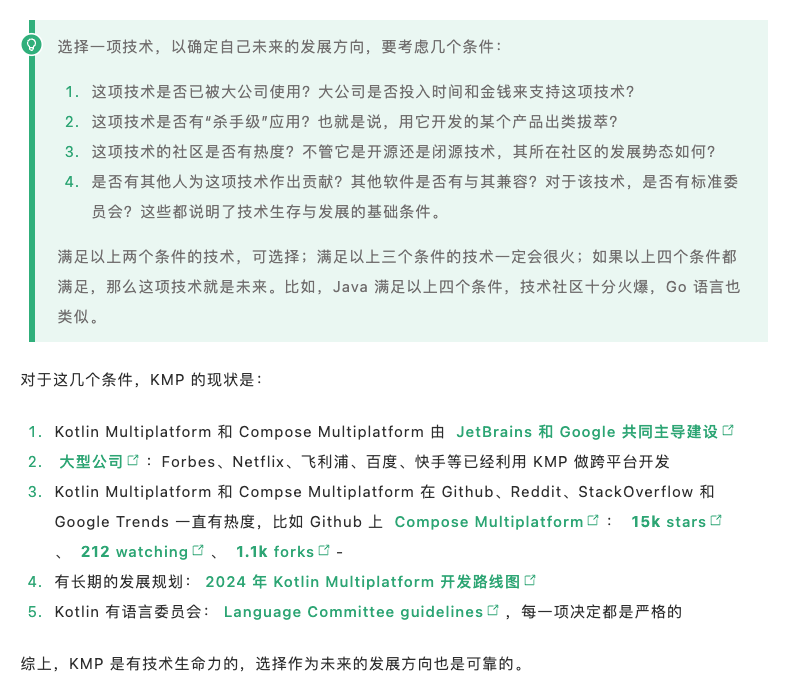 选择一项技术，以确定自己未来的发展方向，要考虑几个条件：
1. 这项技术是否已被大公司使用？大公司是否投入时间和金钱来支持这项技术？
2. 这项技术是否有“杀手级”应用？也就是说，用它开发的某个产品出类拔萃？
3. 这项技术的社区是否有热度？不管它是开源还是闭源技术，其所在社区的发展势态如何？
4. 是否有其他人为这项技术作出贡献？其他软件是否有与其兼容？对于该技术，是否有标准委
员会？这些都说明了技术生存与发展的基础条件。
满足以上两个条件的技术，可选择；满足以上三个条件的技术一定会很火；如果以上四个条件都
满足，那么这项技术就是未来。比如，Java 满足以上四个条件，技术社区十分火爆，Go 语言也
类似。
对于这几个条件，KMP 的现状是：
1. Kotlin Multiplatform 和 Compose Multiplatform 由 JetBrains 和 Google 共同主导建设
2. 大型公司：Forbes、Netflix、飞利浦、百度、快手等已经利用 KMP 做跨平台开发
3. Kotlin Multiplatform 和 Compse Multiplatform 在 Github、Reddit、StackOverflow 和
Google Trends 一直有热度，比如 Github 上 Compose Multiplatform： 15k stars
、 212 watching 、 1.1k forks -
4. 有长期的发展规划： 2024 年 Kotlin Multiplatform 开发路线图
5. Kotlin 有语言委员会： Language Committee guidelines ，每一项决定都是严格的
综上，KMP 是有技术生命力的，选择作为未来的发展方向也是可靠的。